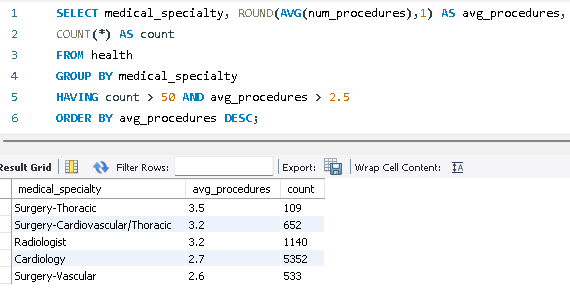 1 SELECT medical_specialty, ROUND(AVG(num_procedures),1) AS avg_procedures,
2 COUNT(*) AS count
3 FROM health
4 GROUP BY medical_specialty
5 HAVING count > 50 AND avg_procedures > 2.5
6 ORDER BY avg_procedures DESC;
Result Grid Filter Rows: Export: Wrap Cell Content: IA
medical_specialty avg_procedures count
Surgery-Thoracic 3.5 109
Surgery-Cardiovascular/Thoracic 3.2 652
Radiologist 3.2 1140
Cardiology 2.7 5352
Surgery-Vascular 2.6 533